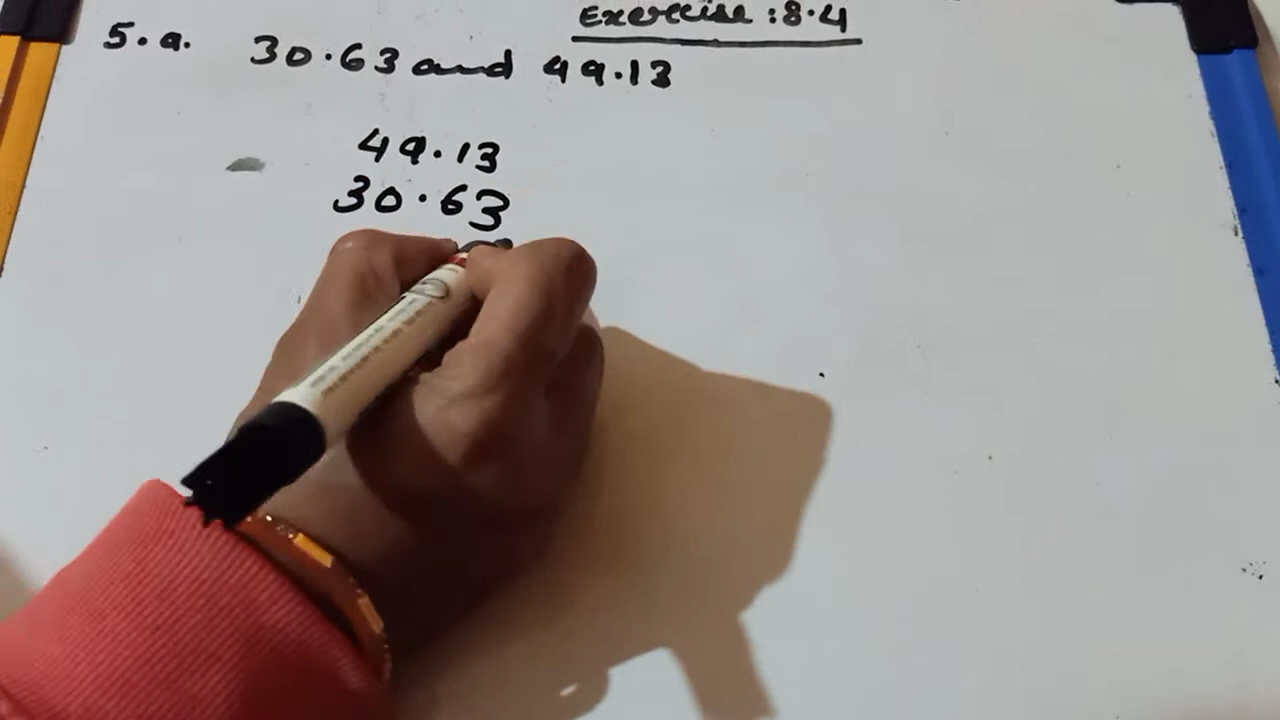 Exercise : 8.4
5. a. 30.63 and 49.13
49.13
30.63